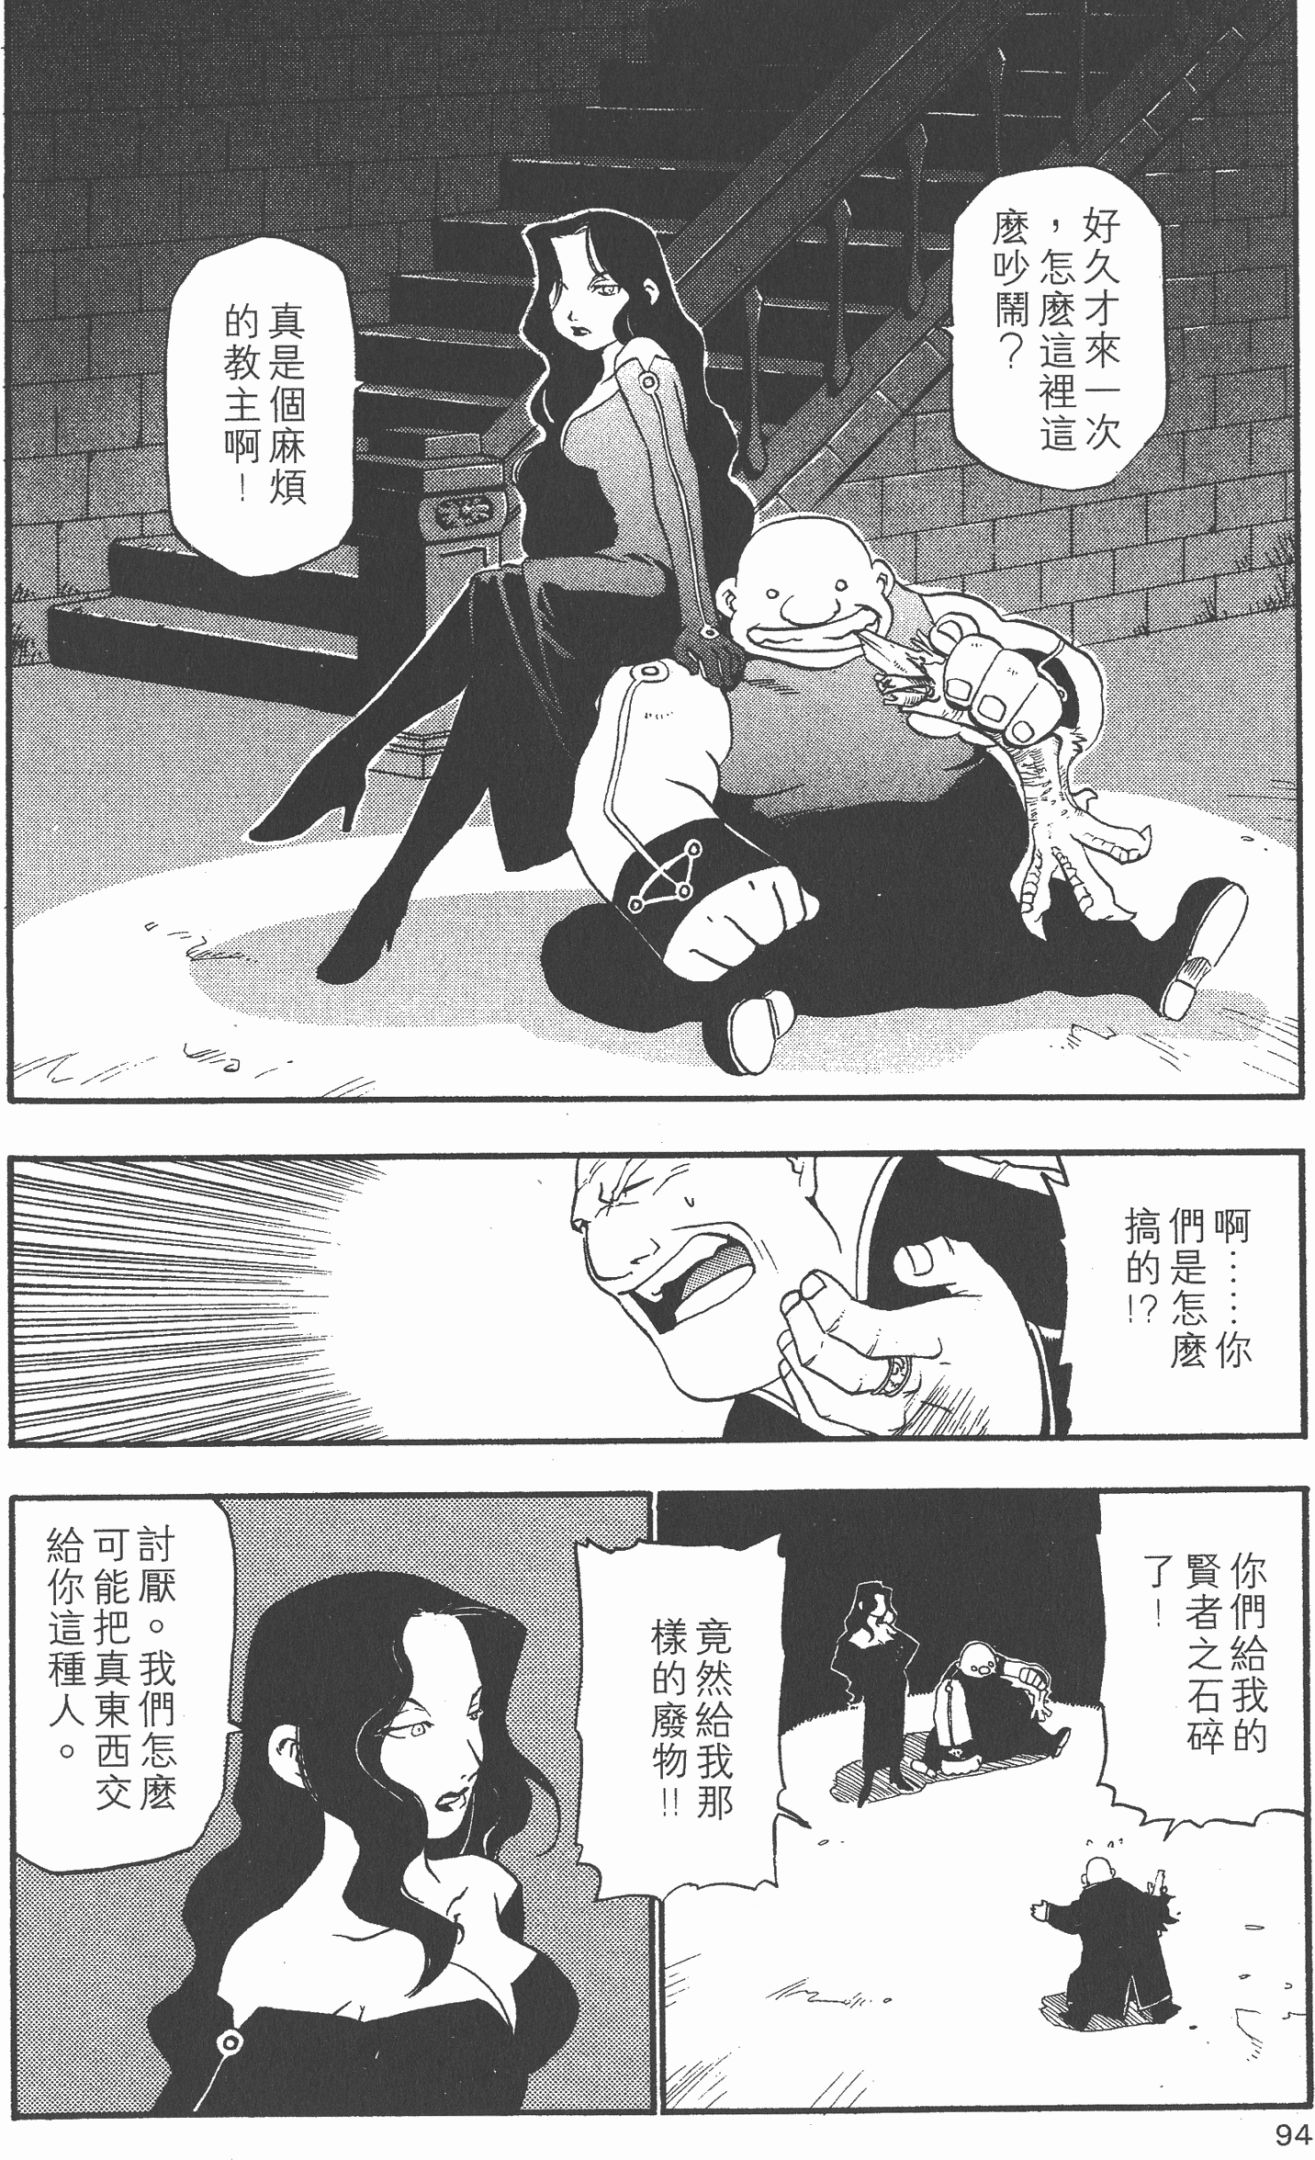 好久才來一次
，怎麼這裡這
麼吵鬧？
真是個麻煩
的教主啊！
啊……你
們是怎麼
搞的!?
你們給我的
賢者之石碎
了！
竟然給我那
樣的廢物!!
討厭。我們怎麼
可能把真東西交
給你這種人。
94